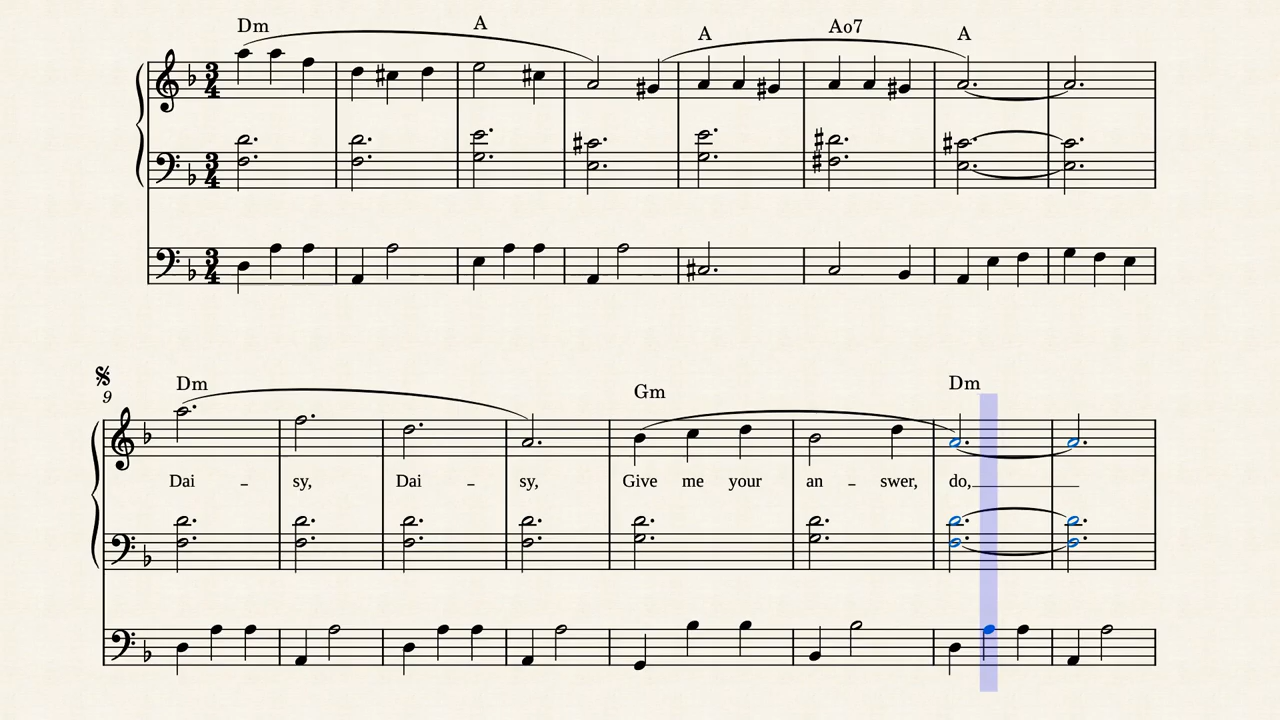 Dm A A Ao7 A
3 4
3 4
3 4
9 Dm Gm Dm
Dai - sy, Dai - sy, Give me your an - swer, do,